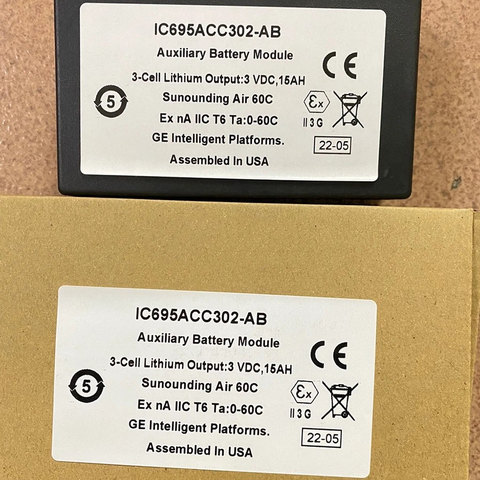 IC695ACC302-AB
Auxiliary Battery Module
3-Cell Lithium Output:3 VDC,15AH
CE
5
Sunounding Air 60C
Ex
Ex nA IIC T6 Ta:0-60C
II 3 G
GE Intelligent Platforms.
22-05
Assembled In USA
IC695ACC302-AB
Auxiliary Battery Module
3-Cell Lithium Output:3 VDC,15AH
CE
5
Sunounding Air 60C
Ex
Ex nA IIC T6 Ta:0-60C
II 3 G
GE Intelligent Platforms.
22-05
Assembled In USA